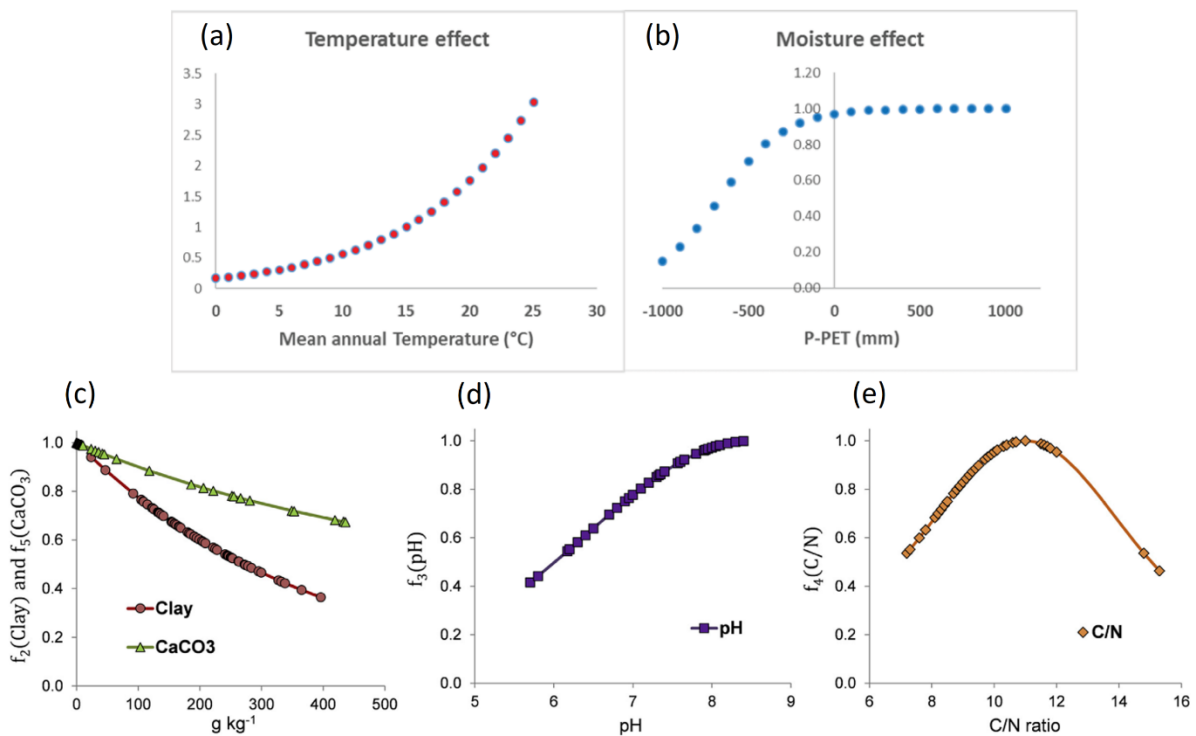 (a)
Temperature effect
3.5
3
2.5
2
1.5
1
0.5
0
0 5 10 15 20 25 30
Mean annual Temperature (°C)
(b)
Moisture effect
1.20
1.00
0.80
0.60
0.40
0.20
0.00
-1000 -500 0 500 1000
P-PET (mm)
(c)
f₂(Clay) and f₅(CaCO₃)
1.0
0.8
0.6
0.4
0.2
0.0
Clay
CaCO3
0 100 200 300 400 500
g kg⁻¹
(d)
f₃(pH)
1.0
0.8
0.6
0.4
0.2
0.0
pH
5 6 7 8 9
pH
(e)
f₄(C/N)
1.0
0.8
0.6
0.4
0.2
0.0
C/N
6 8 10 12 14 16
C/N ratio